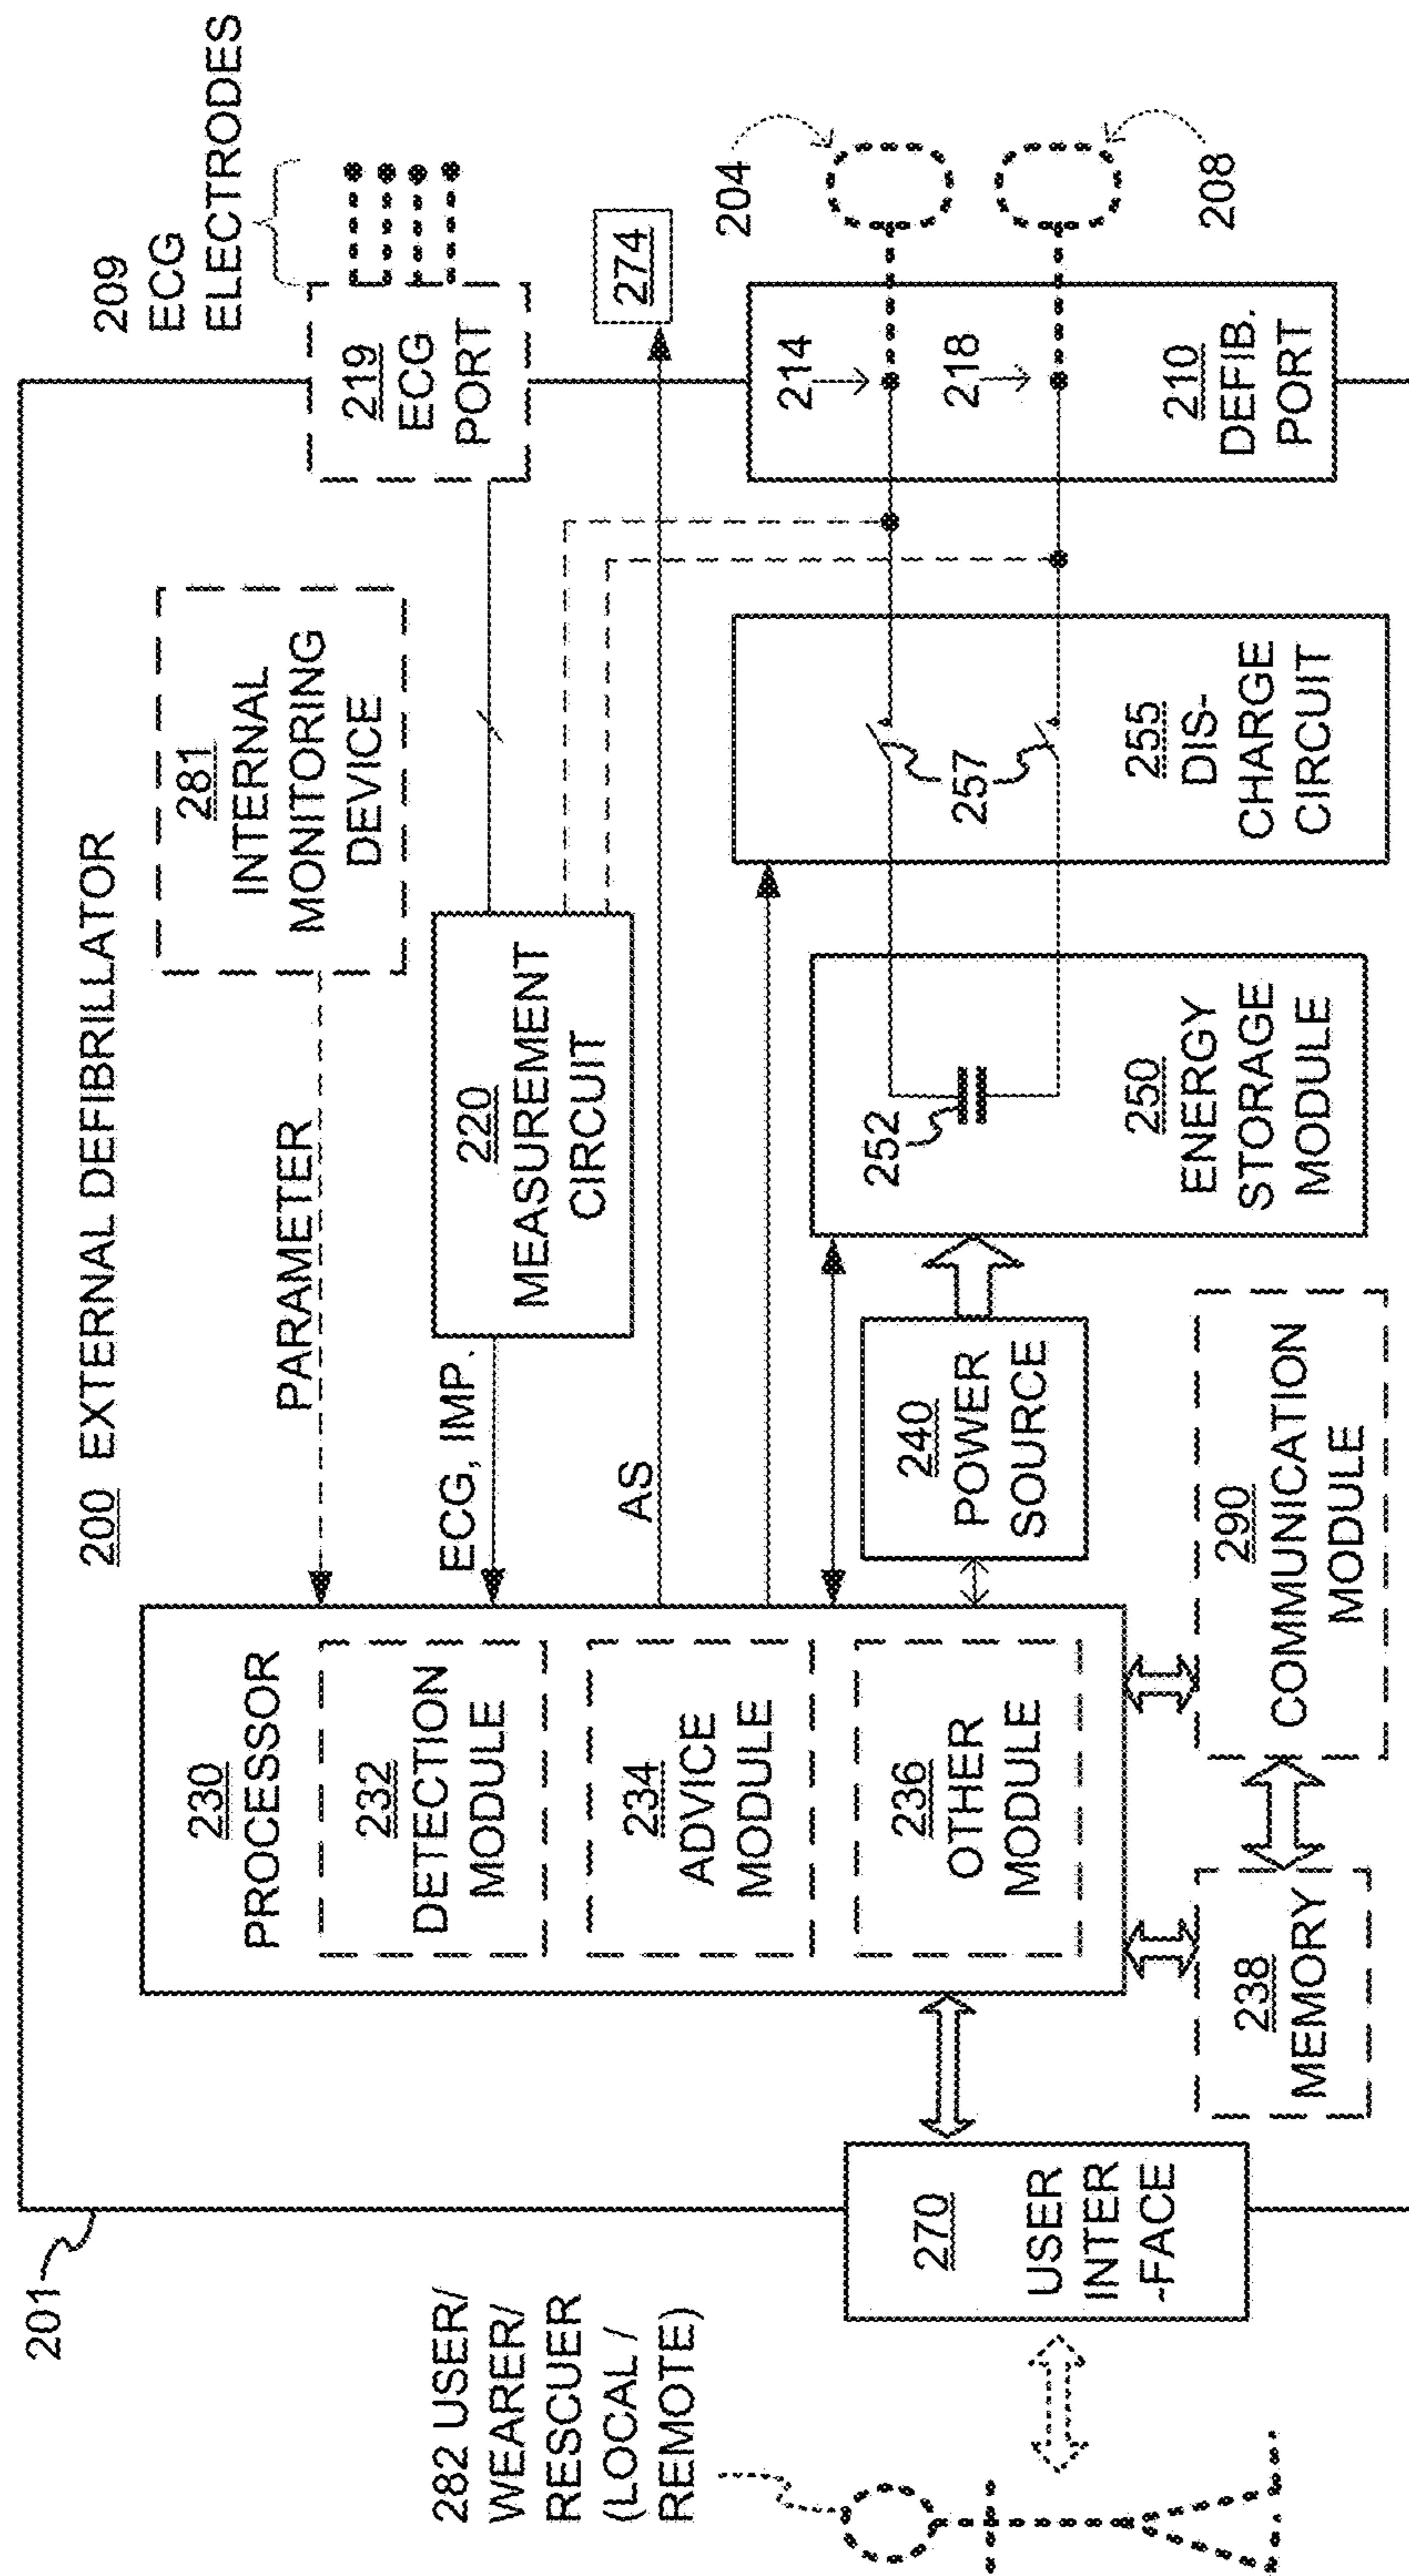 200 EXTERNAL DEFIBRILLATOR
201
209
ECG
ELECTRODES
219
ECG
PORT
281
INTERNAL
MONITORING
DEVICE
PARAMETER
220
MEASUREMENT
CIRCUIT
ECG, IMP.
AS
274
230
PROCESSOR
232
DETECTION
MODULE
234
ADVICE
MODULE
236
OTHER
MODULE
204
208
214
218
210
DEFIB.
PORT
257
255
DIS-
CHARGE
CIRCUIT
252
250
ENERGY
STORAGE
MODULE
240
POWER
SOURCE
290
COMMUNICATION
MODULE
238
MEMORY
270
USER
INTER
-FACE
282 USER/
WEARER/
RESCUER
(LOCAL /
REMOTE)